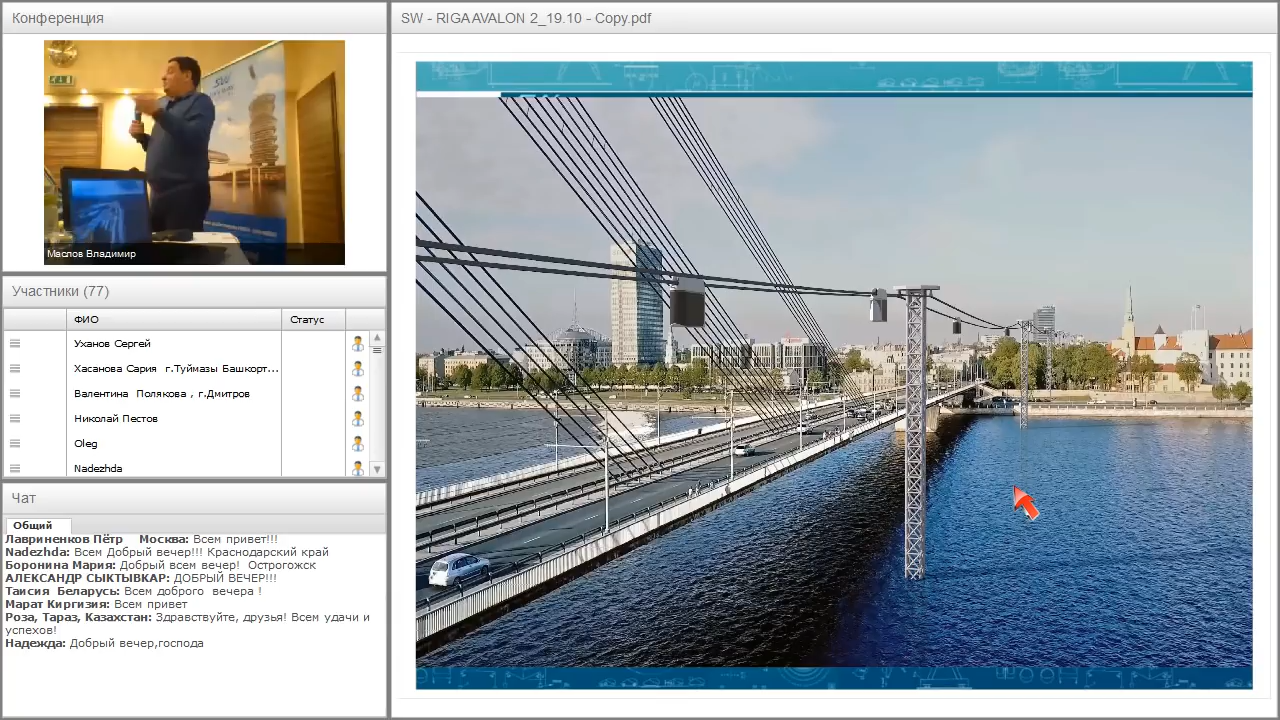 Конференция
SW - RIGAAVALON 2_19.10 - Copy.pdf
Маслов Владимир
Участники (77)
ФИО
Статус
Уханов Сергей
Хасанова Сария г.Туймазы Башкорт...
Валентина Полякова , г.Дмитров
Николай Пестов
Oleg
Nadezhda
Чат
Общий
Лавриненков Пётр Москва: Всем привет!!!
Nadezhda: Всем Добрый вечер!!! Краснодарский край
Боронина Мария: Добрый всем вечер! Острогожск
АЛЕКСАНДР СЫКТЫВКАР: ДОБРЫЙ ВЕЧЕР!!!
Таисия Беларусь: Всем доброго вечера !
Марат Киргизия: Всем привет
Роза, Тараз, Казахстан: Здравствуйте, друзья! Всем удачи и
успехов!
Надежда: Добрый вечер,господа